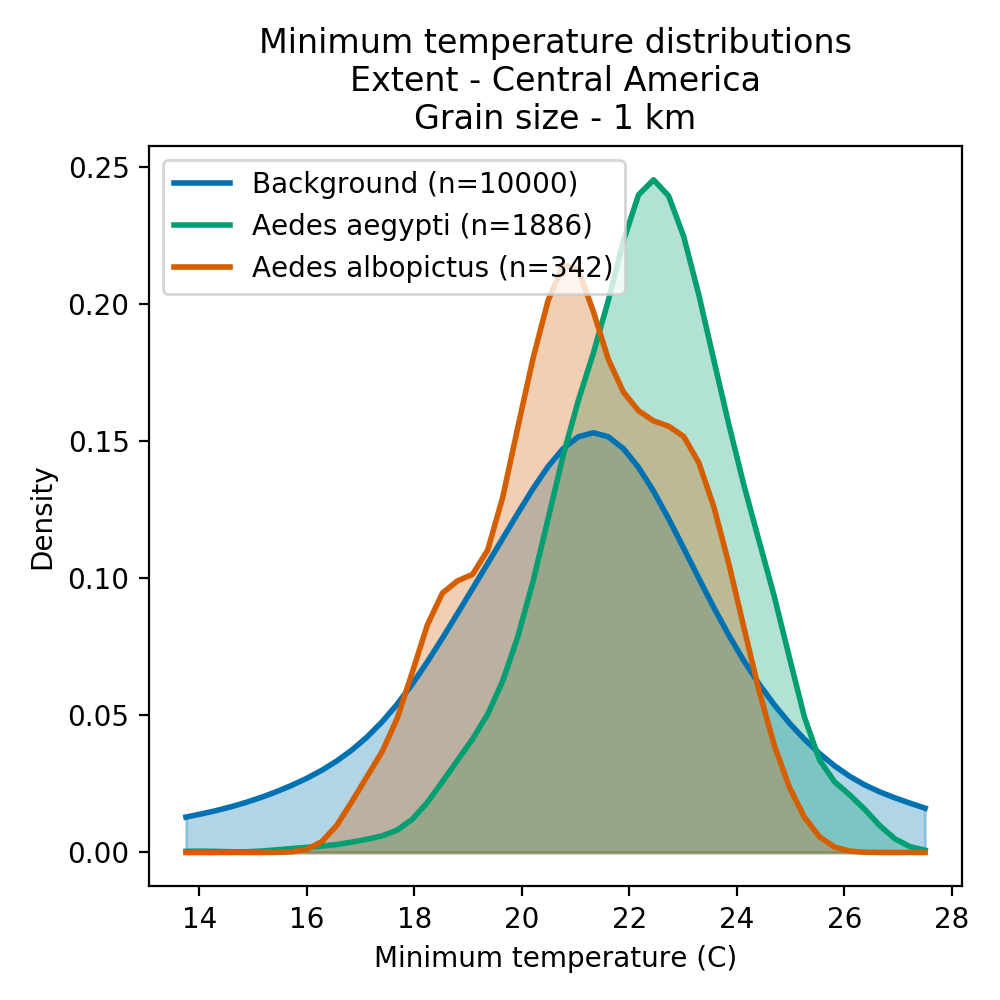 Minimum temperature distributions
Extent - Central America
Grain size - 1 km
Background (n=10000)
Aedes aegypti (n=1886)
Aedes albopictus (n=342)
0.25
0.20
0.15
0.10
0.05
0.00
Density
14 16 18 20 22 24 26 28
Minimum temperature (C)